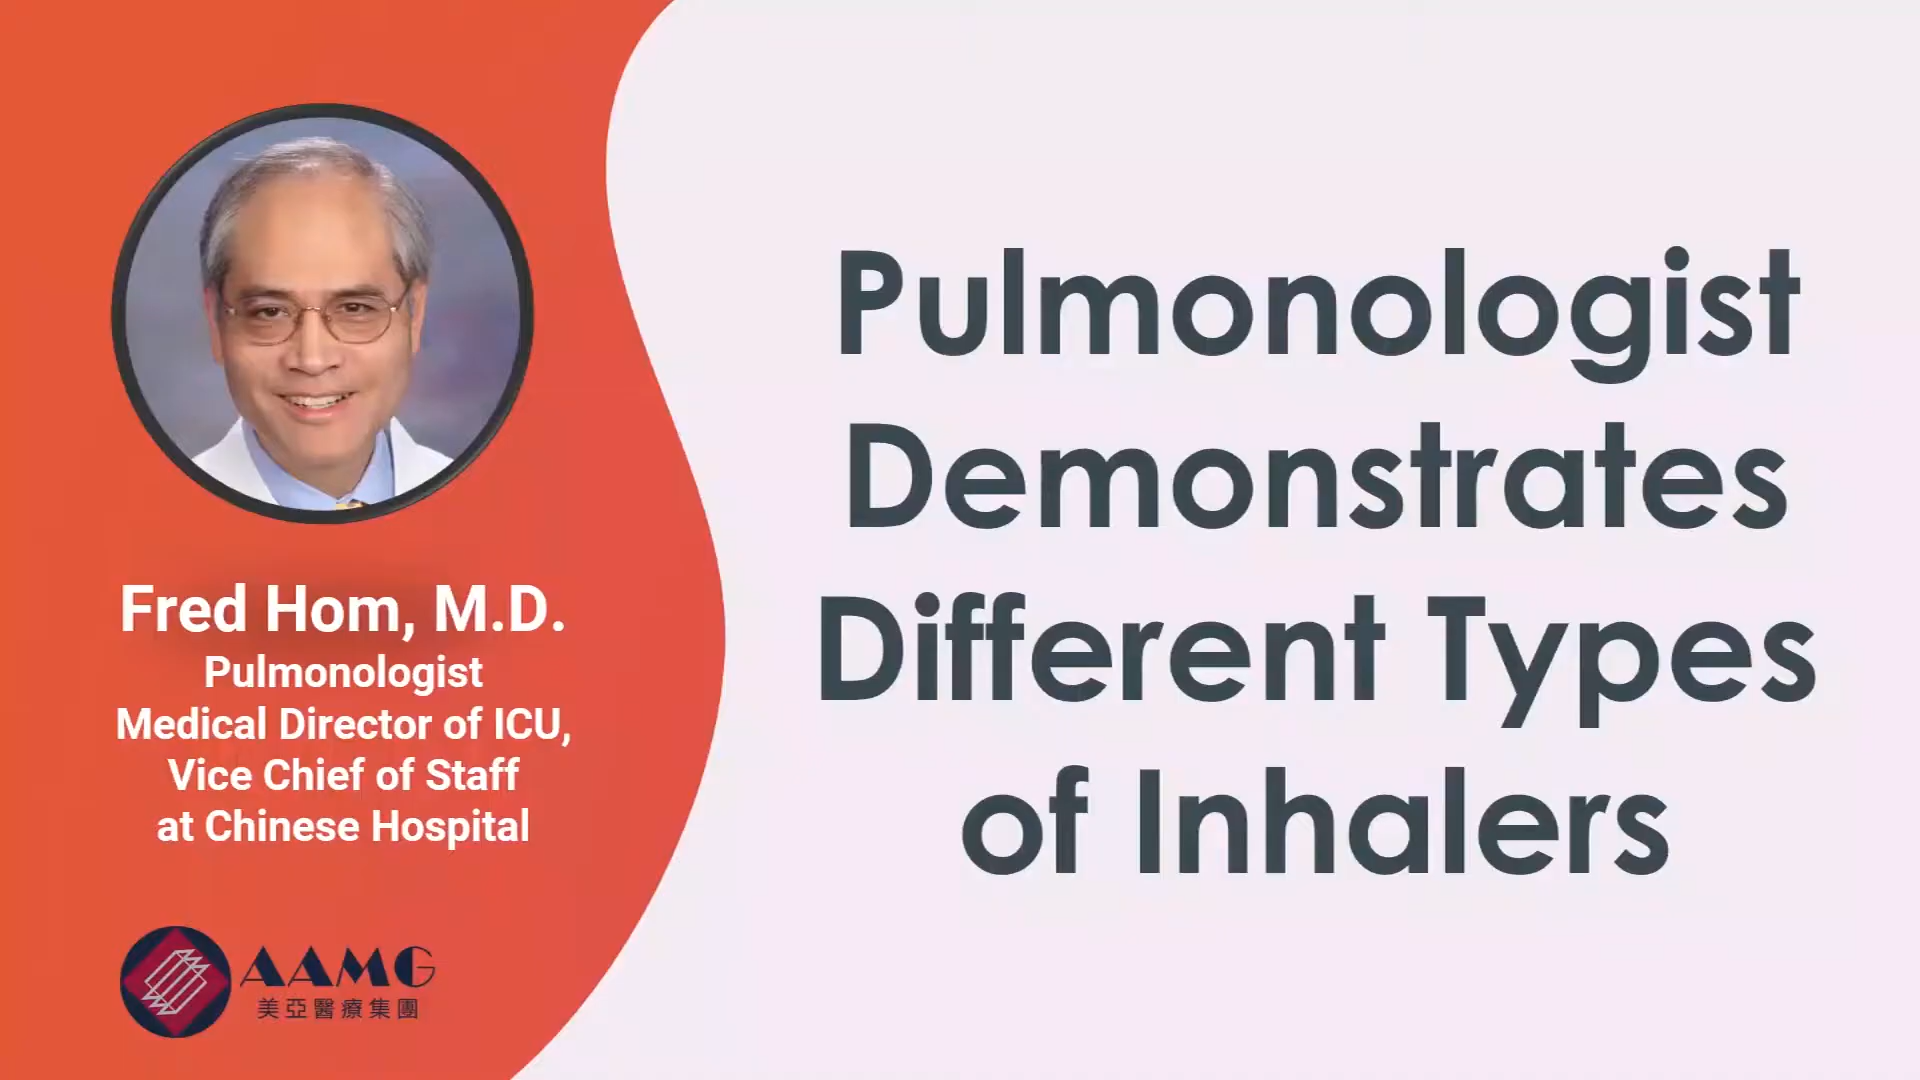 Fred Hom, M.D.
Pulmonologist
Medical Director of ICU,
Vice Chief of Staff
at Chinese Hospital
AAMG
美亞醫療集團
Pulmonologist
Demonstrates
Different Types
of Inhalers